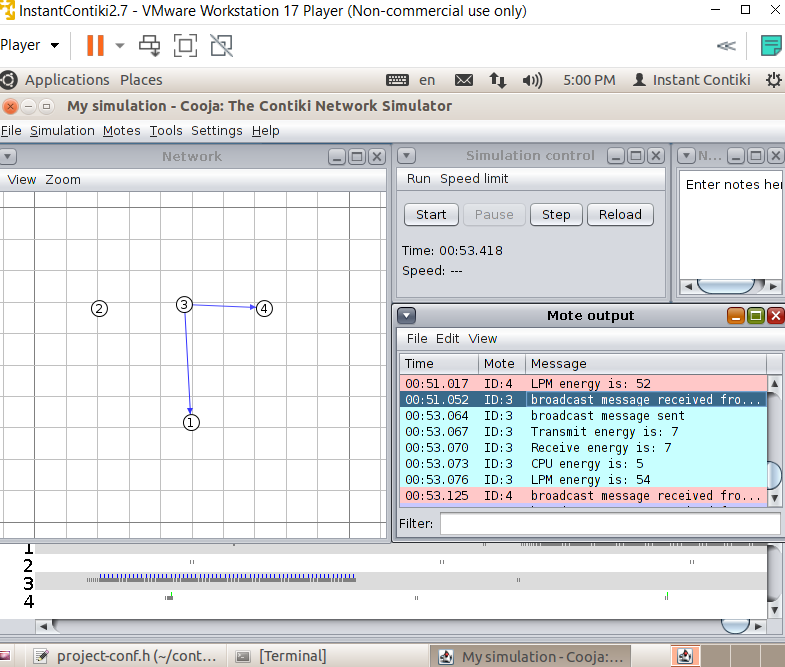 InstantContiki2.7 - VMware Workstation 17 Player (Non-commercial use only)
Player
Applications Places en 5:00 PM Instant Contiki
My simulation - Cooja: The Contiki Network Simulator
File Simulation Motes Tools Settings Help
Network
View Zoom
2
3
4
1
Simulation control
Run Speed limit
Start Pause Step Reload
Time: 00:53.418
Speed: ---
N...
Enter notes her
Mote output
File Edit View
Time Mote Message
00:51.017 ID:4 LPM energy is: 52
00:51.052 ID:3 broadcast message received fro...
00:53.064 ID:3 broadcast message sent
00:53.067 ID:3 Transmit energy is: 7
00:53.070 ID:3 Receive energy is: 7
00:53.073 ID:3 CPU energy is: 5
00:53.076 ID:3 LPM energy is: 54
00:53.125 ID:4 broadcast message received fro...
Filter:
1
2
3
4
project-conf.h (~/cont... [Terminal] My simulation - Cooja:...